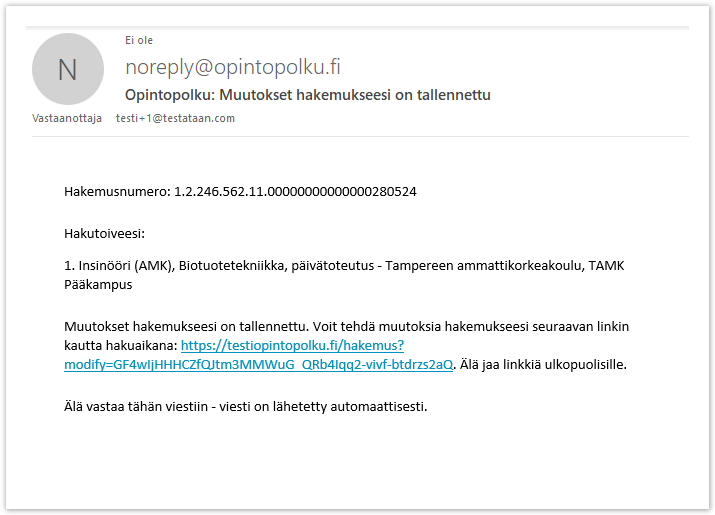 N
Ei ole
noreply@opintopolku.fi
Opintopolku: Muutokset hakemukseesi on tallennettu
Vastaanottaja testi+1@testataan.com
Hakemusnumero: 1.2.246.562.11.00000000000000280524
Hakutoiveesi:
1. Insinööri (AMK), Biotuotetekniikka, päivätoteutus - Tampereen ammattikorkeakoulu, TAMK
Pääkampus
Muutokset hakemukseesi on tallennettu. Voit tehdä muutoksia hakemukseesi seuraavan linkin
kautta hakuaikana: https://testiopintopolku.fi/hakemus?
modify=GF4wIjHHHCZfQJtm3MMWuG_QRb4Iqq2-vivf-btdrzs2aQ. Älä jaa linkkiä ulkopuolisille.
Älä vastaa tähän viestiin - viesti on lähetetty automaattisesti.